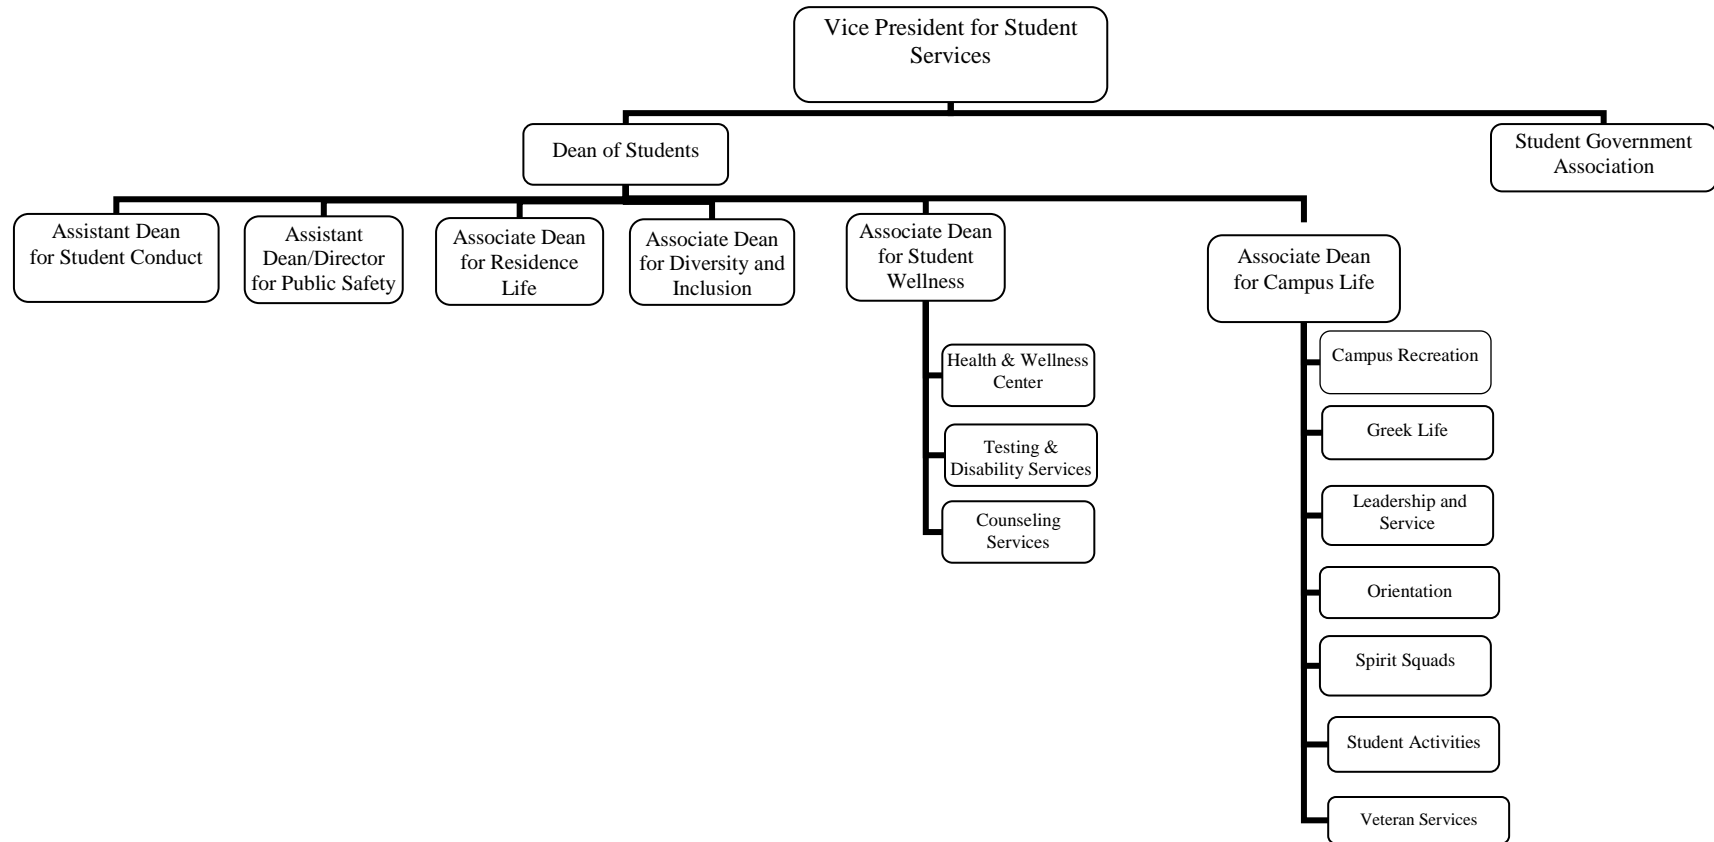 Vice President for Student
Services
Dean of Students
Student Government
Association
Assistant Dean
for Student Conduct
Assistant
Dean/Director
for Public Safety
Associate Dean
for Residence
Life
Associate Dean
for Diversity and
Inclusion
Associate Dean
for Student
Wellness
Associate Dean
for Campus Life
Health & Wellness
Center
Testing &
Disability Services
Counseling
Services
Campus Recreation
Greek Life
Leadership and
Service
Orientation
Spirit Squads
Student Activities
Veteran Services